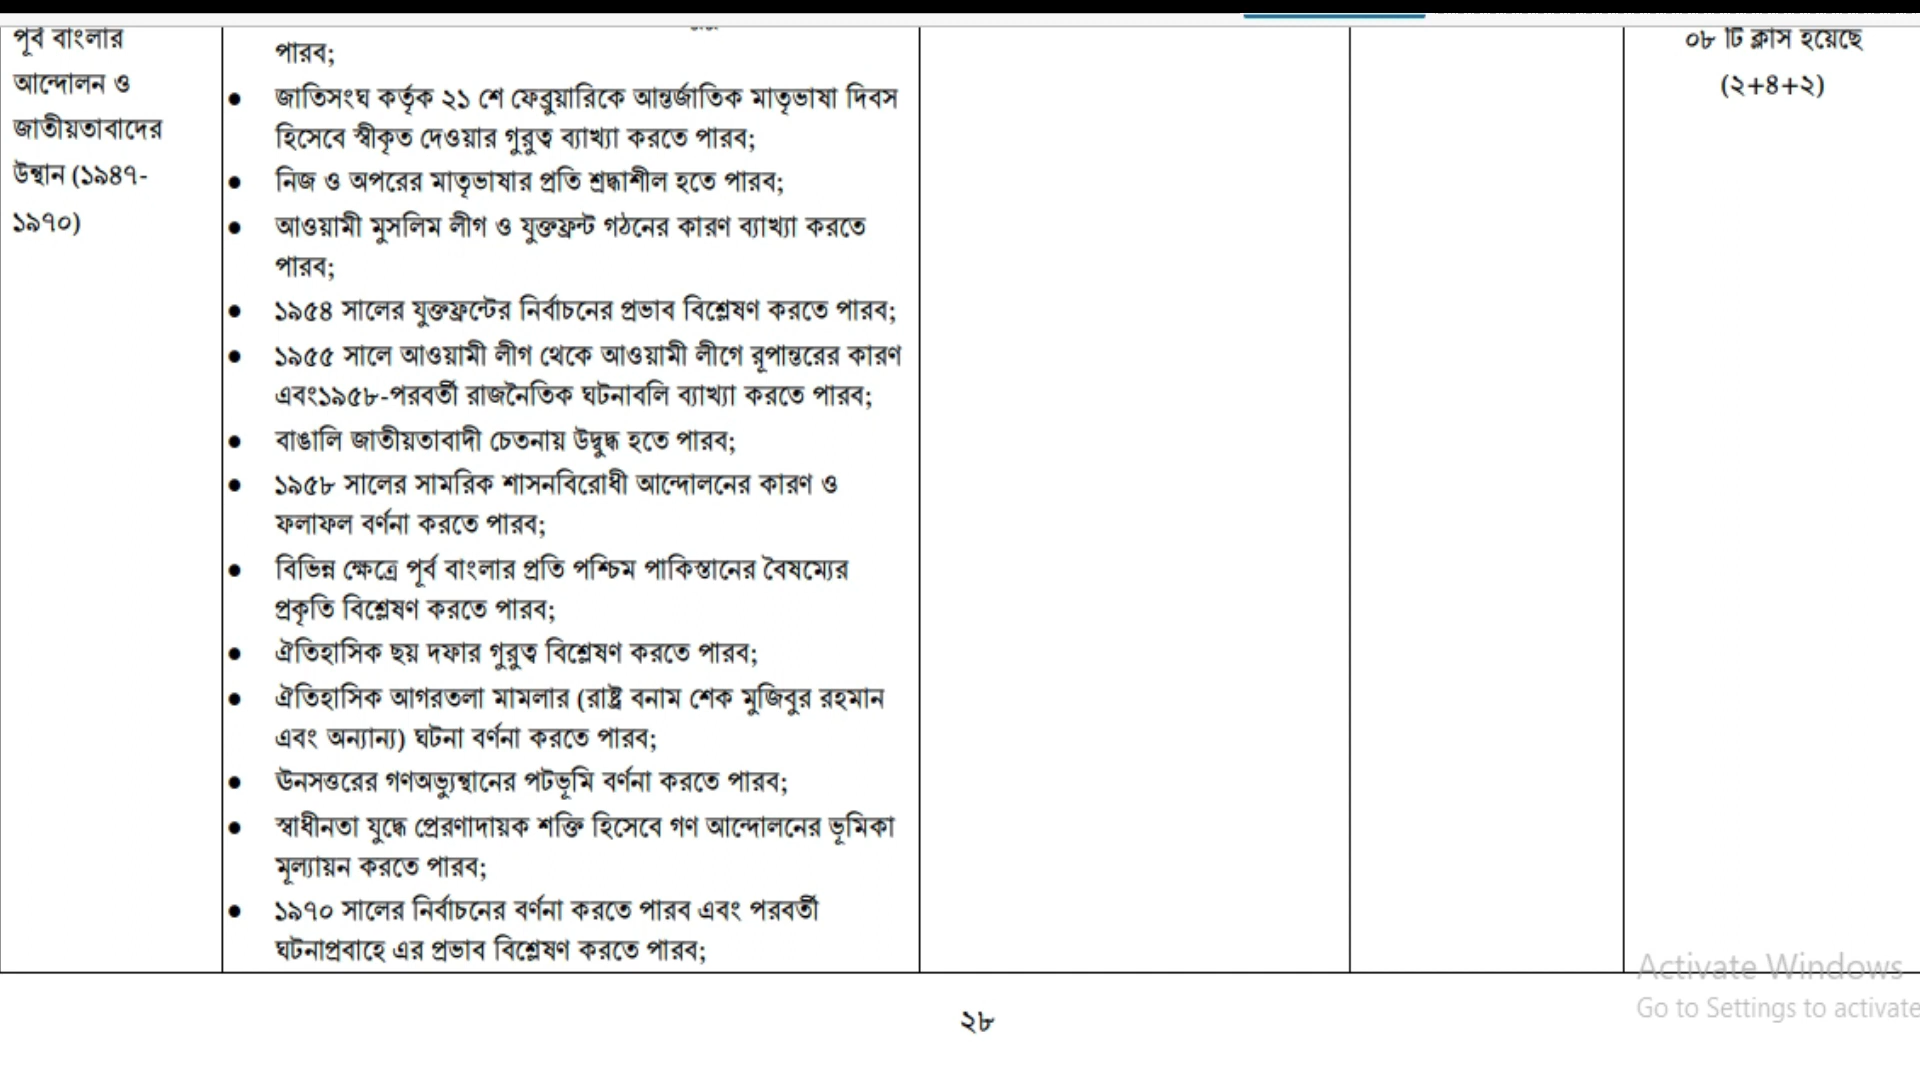 পূর্ব বাংলার
আন্দোলন ও
জাতীয়তাবাদের
উত্থান (১৯৪৭-
১৯৭০)
পারব;
● জাতিসংঘ কর্তৃক ২১ শে ফেব্রুয়ারিকে আন্তর্জাতিক মাতৃভাষা দিবস
হিসেবে স্বীকৃত দেওয়ার গুরুত্ব ব্যাখ্যা করতে পারব;
● নিজ ও অপরের মাতৃভাষার প্রতি শ্রদ্ধাশীল হতে পারব;
● আওয়ামী মুসলিম লীগ ও যুক্তফ্রন্ট গঠনের কারণ ব্যাখ্যা করতে
পারব;
● ১৯৫৪ সালের যুক্তফ্রন্টের নির্বাচনের প্রভাব বিশ্লেষণ করতে পারব;
● ১৯৫৫ সালে আওয়ামী লীগ থেকে আওয়ামী লীগে রূপান্তরের কারণ
এবং১৯৫৮-পরবর্তী রাজনৈতিক ঘটনাবলি ব্যাখ্যা করতে পারব;
● বাঙালি জাতীয়তাবাদী চেতনায় উদ্বুদ্ধ হতে পারব;
● ১৯৫৮ সালের সামরিক শাসনবিরোধী আন্দোলনের কারণ ও
ফলাফল বর্ণনা করতে পারব;
● বিভিন্ন ক্ষেত্রে পূর্ব বাংলার প্রতি পশ্চিম পাকিস্তানের বৈষম্যের
প্রকৃতি বিশ্লেষণ করতে পারব;
● ঐতিহাসিক ছয় দফার গুরুত্ব বিশ্লেষণ করতে পারব;
● ঐতিহাসিক আগরতলা মামলার (রাষ্ট্র বনাম শেক মুজিবুর রহমান
এবং অন্যান্য) ঘটনা বর্ণনা করতে পারব;
● ঊনসত্তরের গণঅভ্যুত্থানের পটভূমি বর্ণনা করতে পারব;
● স্বাধীনতা যুদ্ধে প্রেরণাদায়ক শক্তি হিসেবে গণ আন্দোলনের ভূমিকা
মূল্যায়ন করতে পারব;
● ১৯৭০ সালের নির্বাচনের বর্ণনা করতে পারব এবং পরবর্তী
ঘটনাপ্রবাহে এর প্রভাব বিশ্লেষণ করতে পারব;
০৮ টি ক্লাস হয়েছে
(২+৪+২)
২৮
Activate Windows
Go to Settings to activate